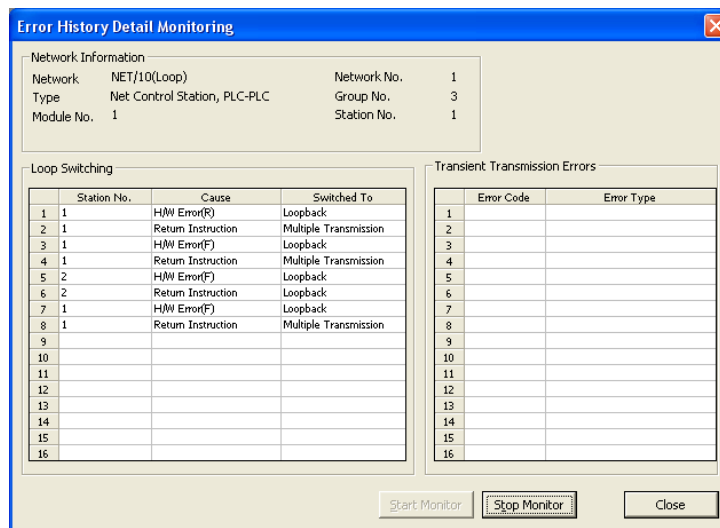 Error History Detail Monitoring
Network Information
Network NET/10(Loop) Network No. 1
Type Net Control Station, PLC-PLC Group No. 3
Module No. 1 Station No. 1
Loop Switching
Station No. Cause Switched To
1 1 H/W Error(R) Loopback
2 1 Return Instruction Multiple Transmission
3 1 H/W Error(F) Loopback
4 1 Return Instruction Multiple Transmission
5 2 H/W Error(F) Loopback
6 2 Return Instruction Loopback
7 1 H/W Error(F) Loopback
8 1 Return Instruction Multiple Transmission
9
10
11
12
13
14
15
16
Transient Transmission Errors
Error Code Error Type
1
2
3
4
5
6
7
8
9
10
11
12
13
14
15
16
Start Monitor Stop Monitor Close